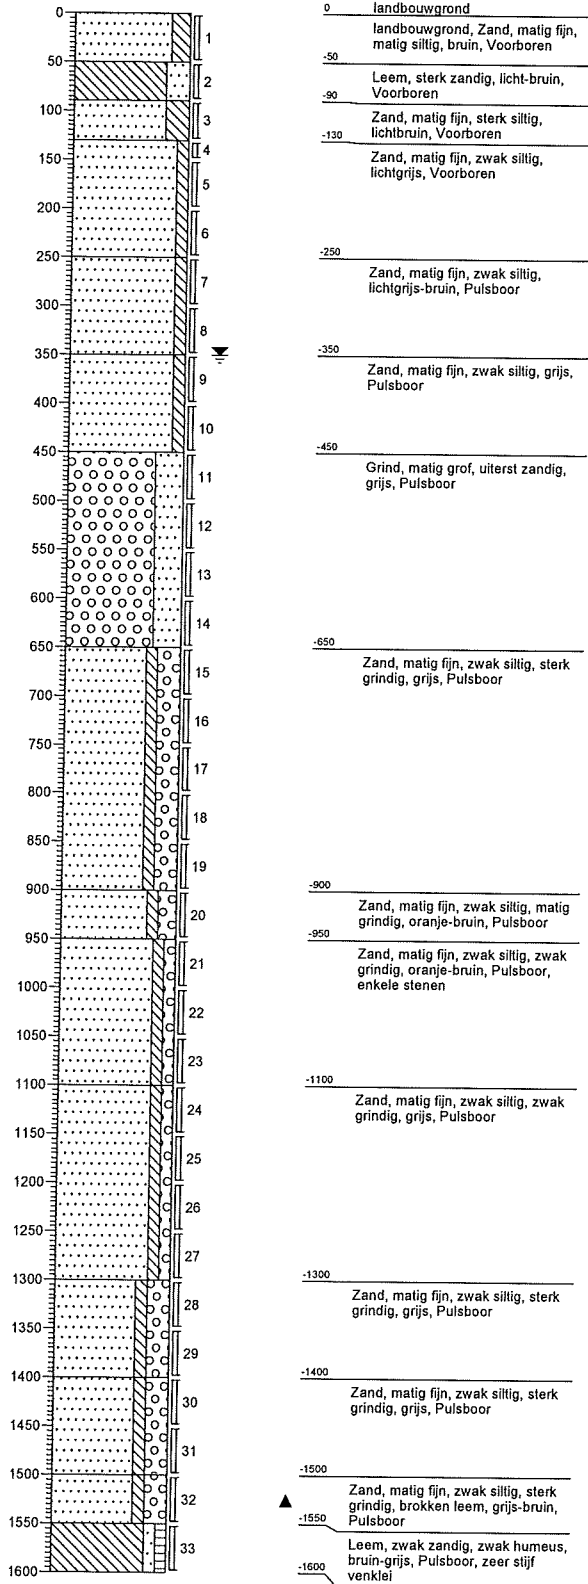 0
50
100
150
200
250
300
350
400
450
500
550
600
650
700
750
800
850
900
950
1000
1050
1100
1150
1200
1250
1300
1350
1400
1450
1500
1550
1600
1
2
3
4
5
6
7
8
9
10
11
12
13
14
15
16
17
18
19
20
21
22
23
24
25
26
27
28
29
30
31
32
33
0 landbouwgrond
landbouwgrond, Zand, matig fijn,
matig siltig, bruin, Voorboren
-50
Leem, sterk zandig, licht-bruin,
Voorboren
-90
Zand, matig fijn, sterk siltig,
lichtbruin, Voorboren
-130
Zand, matig fijn, zwak siltig,
lichtgrijs, Voorboren
-250
Zand, matig fijn, zwak siltig,
lichtgrijs-bruin, Pulsboor
-350
Zand, matig fijn, zwak siltig, grijs,
Pulsboor
-450
Grind, matig grof, uiterst zandig,
grijs, Pulsboor
-650
Zand, matig fijn, zwak siltig, sterk
grindig, grijs, Pulsboor
-900
Zand, matig fijn, zwak siltig, matig
grindig, oranje-bruin, Pulsboor
-950
Zand, matig fijn, zwak siltig, zwak
grindig, oranje-bruin, Pulsboor,
enkele stenen
-1100
Zand, matig fijn, zwak siltig, zwak
grindig, grijs, Pulsboor
-1300
Zand, matig fijn, zwak siltig, sterk
grindig, grijs, Pulsboor
-1400
Zand, matig fijn, zwak siltig, sterk
grindig, grijs, Pulsboor
-1500
Zand, matig fijn, zwak siltig, sterk
grindig, brokken leem, grijs-bruin,
Pulsboor
-1550
Leem, zwak zandig, zwak humeus,
bruin-grijs, Pulsboor, zeer stijf
venklei
-1600